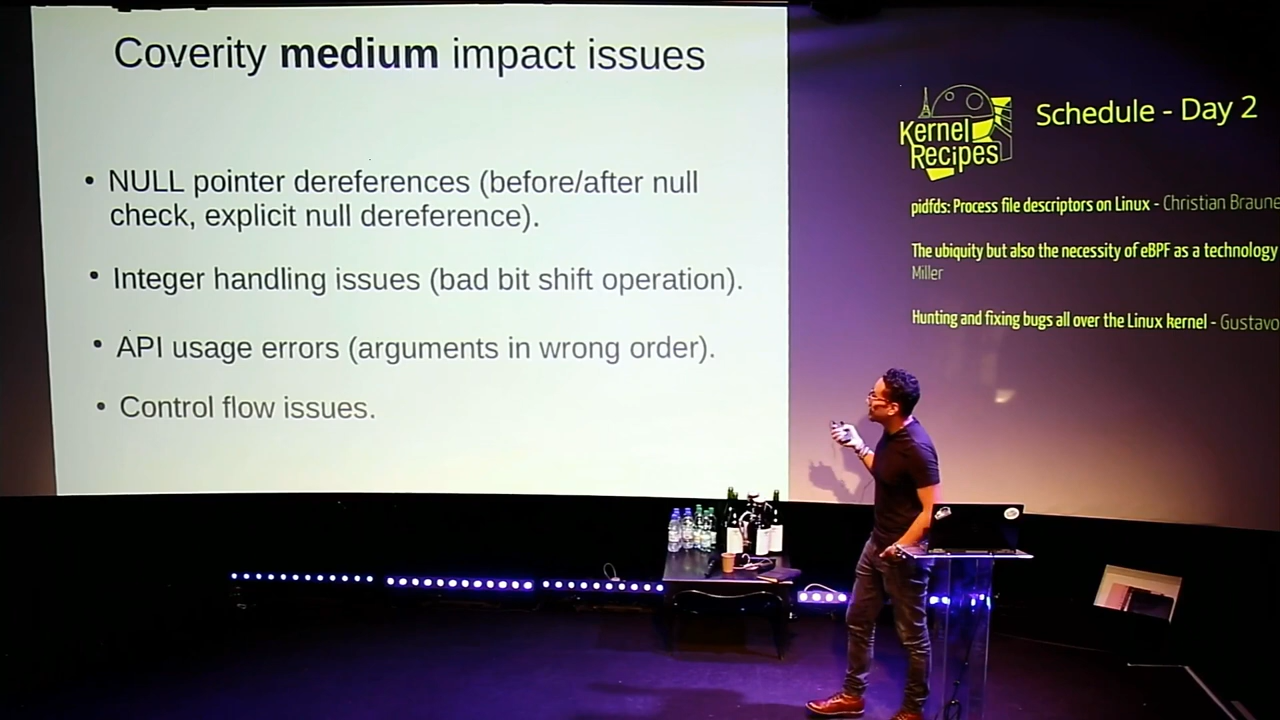 Coverity medium impact issues
• NULL pointer dereferences (before/after null
check, explicit null dereference).
• Integer handling issues (bad bit shift operation).
• API usage errors (arguments in wrong order).
• Control flow issues.
Kernel
Recipes
Schedule - Day 2
pidfds: Process file descriptors on Linux - Christian Braune
The ubiquity but also the necessity of eBPF as a technology
Miller
Hunting and fixing bugs all over the Linux kernel - Gustavo